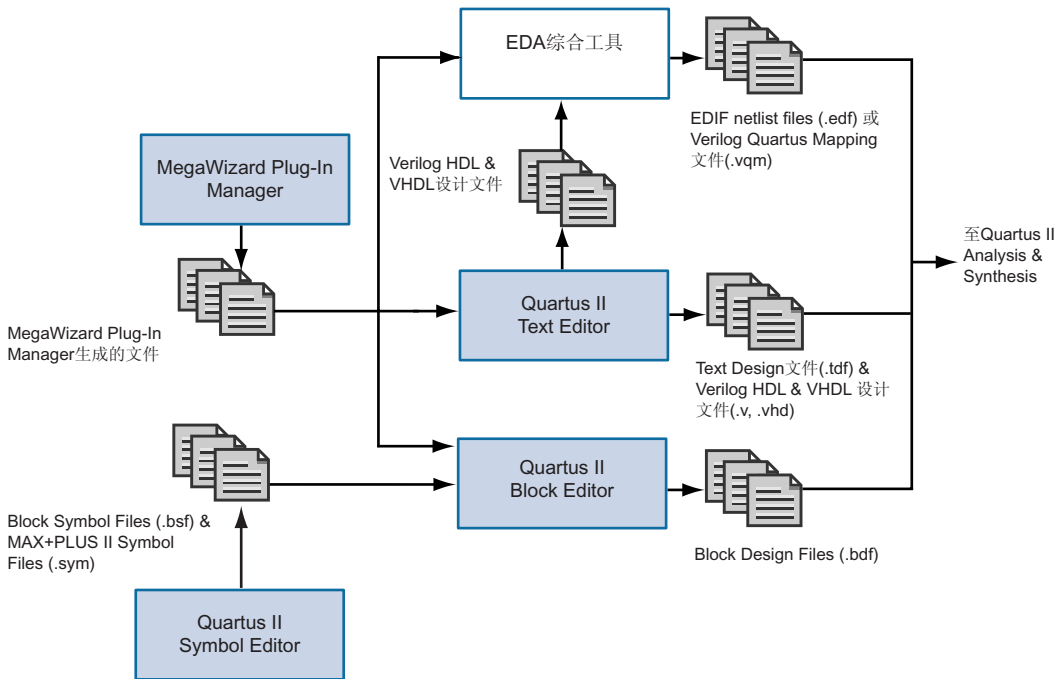 EDA综合工具
EDIF netlist files (.edf) 或
Verilog Quartus Mapping
文件(.vqm)
MegaWizard Plug-In
Manager
Verilog HDL &
VHDL设计文件
至Quartus II
Analysis &
Synthesis
MegaWizard Plug-In
Manager生成的文件
Quartus II
Text Editor
Text Design文件(.tdf) &
Verilog HDL & VHDL 设计
文件(.v, .vhd)
Quartus II
Block Editor
Block Symbol Files (.bsf) &
MAX+PLUS II Symbol
Files (.sym)
Block Design Files (.bdf)
Quartus II
Symbol Editor